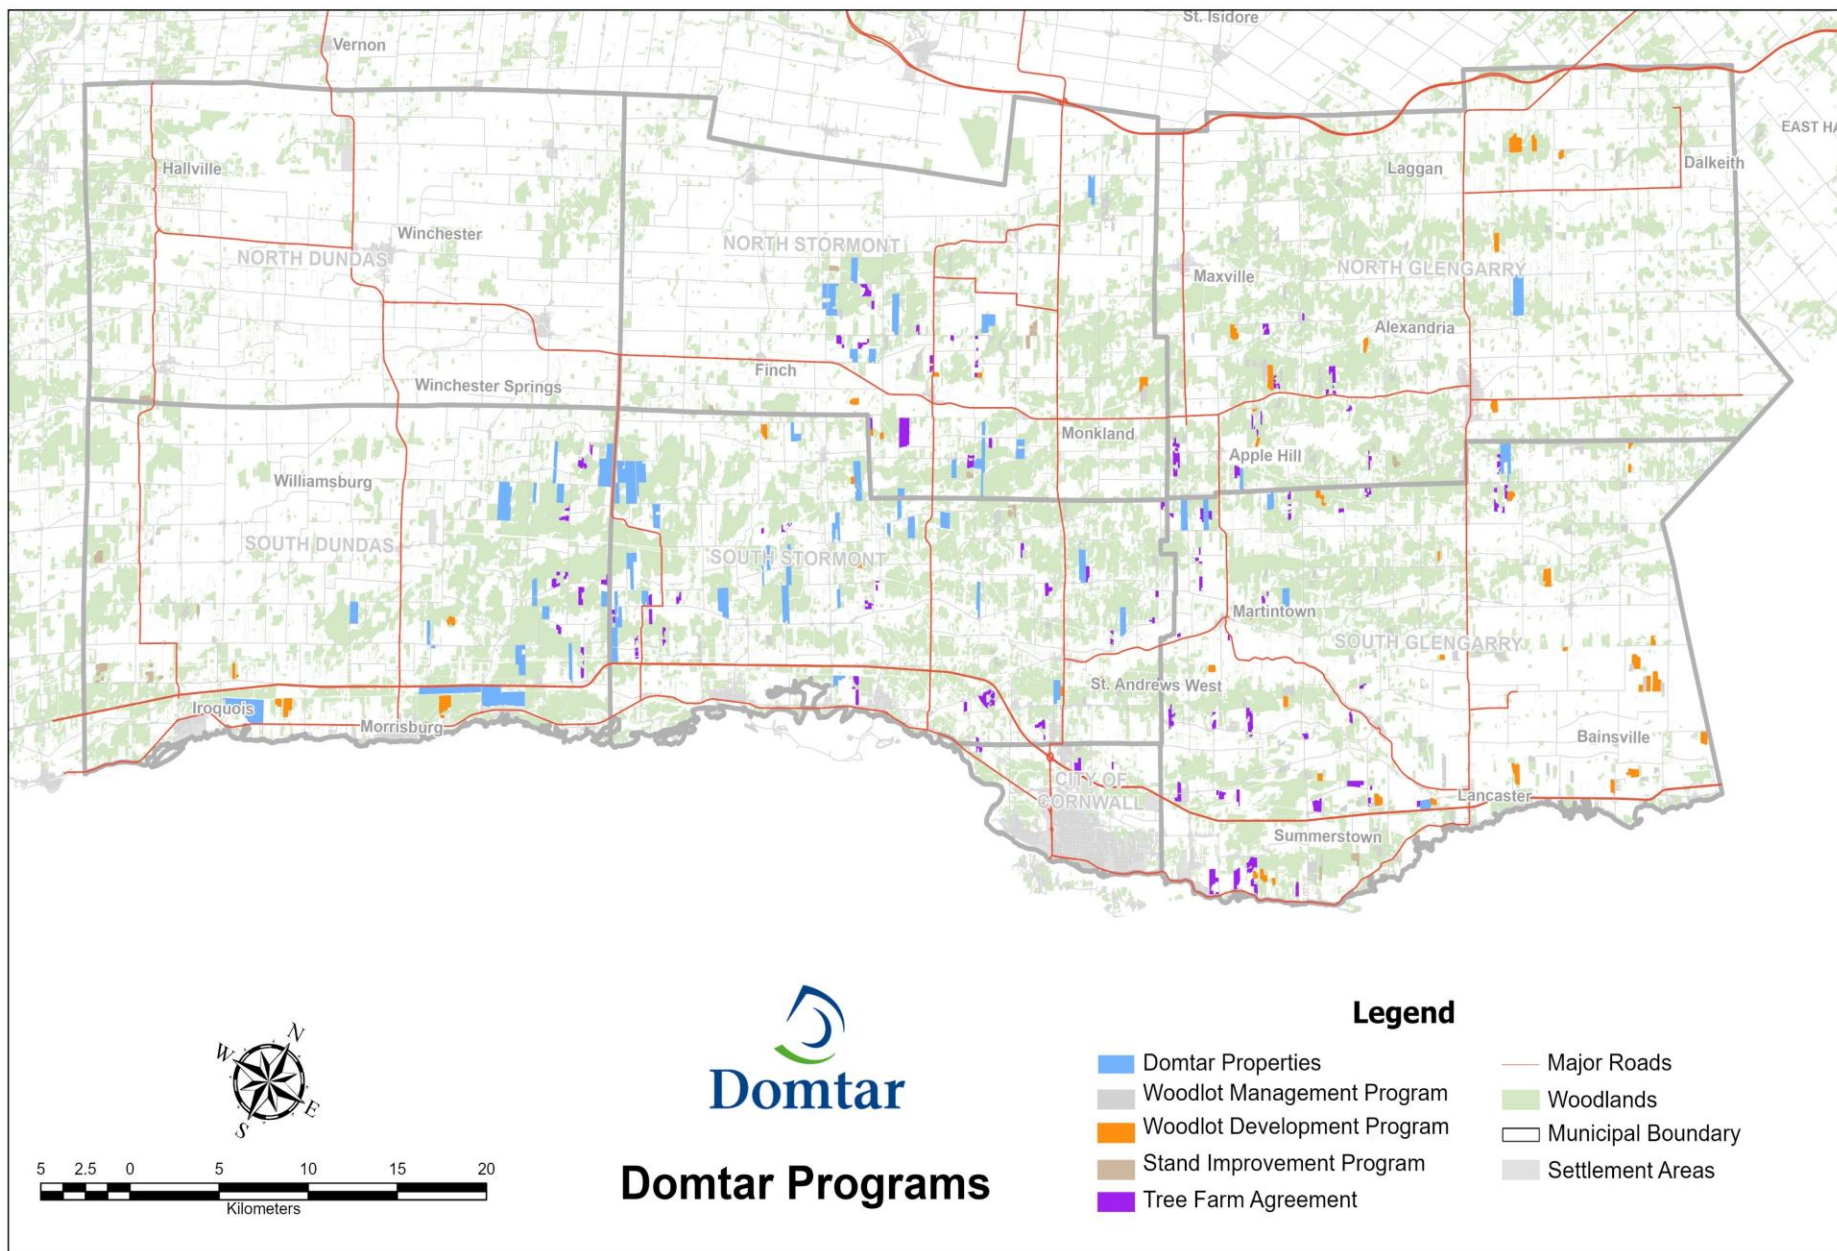 St. Isidore
Vernon
EAST HA
Hallville
Laggan
Dalkeith
Winchester
NORTH STORMONT
NORTH DUNDAS
Maxville
NORTH GLENGARRY
Alexandria
Finch
Winchester Springs
Monkland
Apple Hill
Williamsburg
SOUTH DUNDAS
SOUTH STORMONT
Martintown
SOUTH GLENGARRY
St. Andrews West
Iroquois
Morrisburg
Bainsville
CITY OF
CORNWALL
Lancaster
Summerstown
N
W
E
S
5 2.5 0 5 10 15 20
Kilometers
Domtar
Domtar Programs
Legend
Domtar Properties
Woodlot Management Program
Woodlot Development Program
Stand Improvement Program
Tree Farm Agreement
Major Roads
Woodlands
Municipal Boundary
Settlement Areas